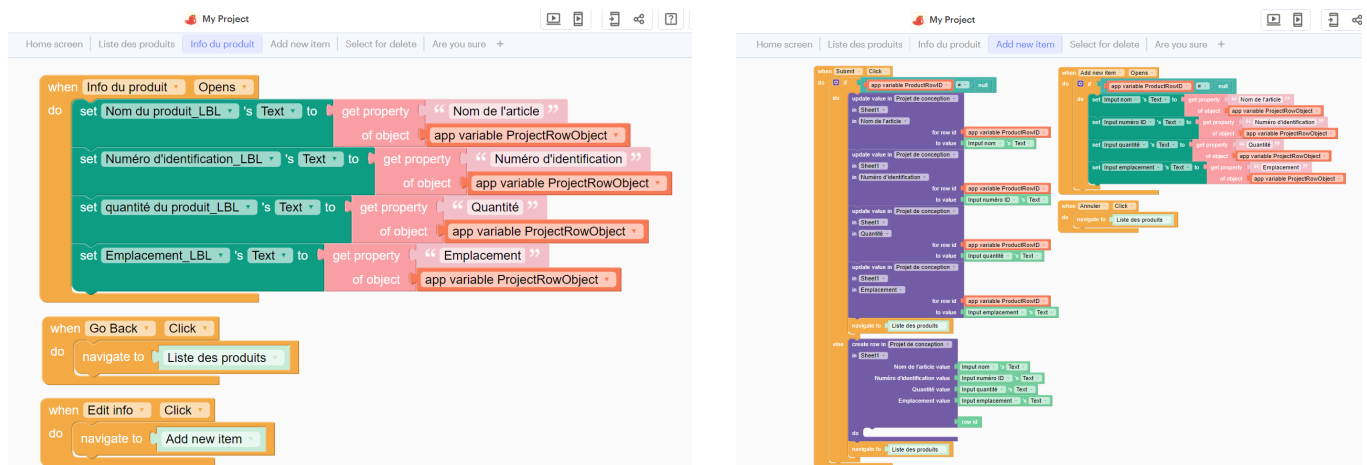 My Project
Home screen Liste des produits Info du produit Add new item Select for delete Are you sure +
when Info du produit Opens
do set Nom du produit_LBL 's Text to get property “ Nom de l'article ”
of object app variable ProjectRowObject
set Numéro d'identification_LBL 's Text to get property “ Numéro d'identification ”
of object app variable ProjectRowObject
set quantité du produit_LBL 's Text to get property “ Quantité ”
of object app variable ProjectRowObject
set Emplacement_LBL 's Text to get property “ Emplacement ”
of object app variable ProjectRowObject
when Go Back Click
do navigate to Liste des produits
when Edit info Click
do navigate to Add new item
My Project
Home screen Liste des produits Info du produit Add new item Select for delete Are you sure +
when Submit Click
do if app variable ProductRowID ≠ null
do update value in Projet de conception
in Sheet1
in Nom de l'article
for row id app variable ProductRowID
to value Imput nom 's Text
update value in Projet de conception
in Sheet1
in Numéro d'identification
for row id app variable ProductRowID
to value Input numéro ID 's Text
update value in Projet de conception
in Sheet1
in Quantité
for row id app variable ProductRowID
to value Input quantité 's Text
update value in Projet de conception
in Sheet1
in Emplacement
for row id app variable ProductRowID
to value Input emplacement 's Text
navigate to Liste des produits
else create row in Projet de conception
in Sheet1
Nom de l'article value Imput nom 's Text
Numéro d'identification value Input numéro ID 's Text
Quantité value Input quantité 's Text
Emplacement value Input emplacement 's Text
row id
do
navigate to Liste des produits
when Add new item Opens
do if app variable ProductRowID ≠ null
do set Imput nom 's Text to get property “ Nom de l'article ”
of object app variable ProjectRowObject
set Input numéro ID 's Text to get property “ Numéro d'identification ”
of object app variable ProjectRowObject
set Input quantité 's Text to get property “ Quantité ”
of object app variable ProjectRowObject
set Input emplacement 's Text to get property “ Emplacement ”
of object app variable ProjectRowObject
when Annuler Click
do navigate to Liste des produits